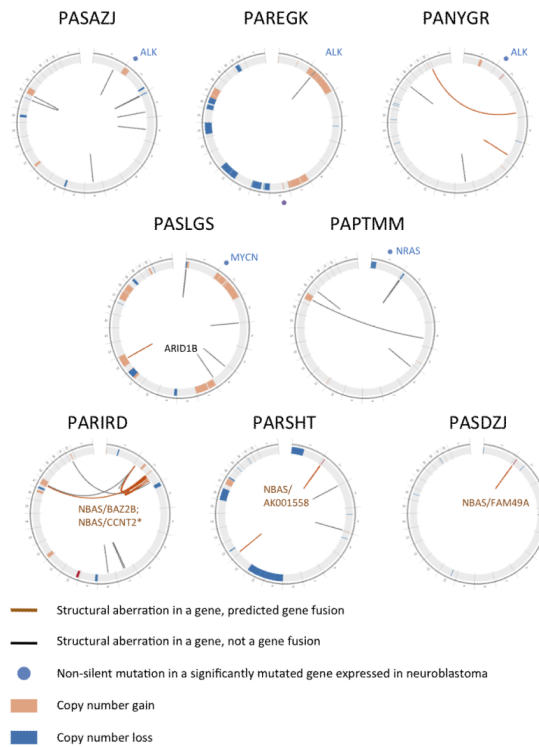 PASAZJ PAREGK PANYGR
ALK ALK ALK
PASLGS PAPTMM
MYCN NRAS
ARID1B
PARIRD PARSHT PASDZJ
NBAS/BAZ2B;
NBAS/CCNT2*
NBAS/
AK001558
NBAS/FAM49A
Structural aberration in a gene, predicted gene fusion
Structural aberration in a gene, not a gene fusion
Non-silent mutation in a significantly mutated gene expressed in neuroblastoma
Copy number gain
Copy number loss